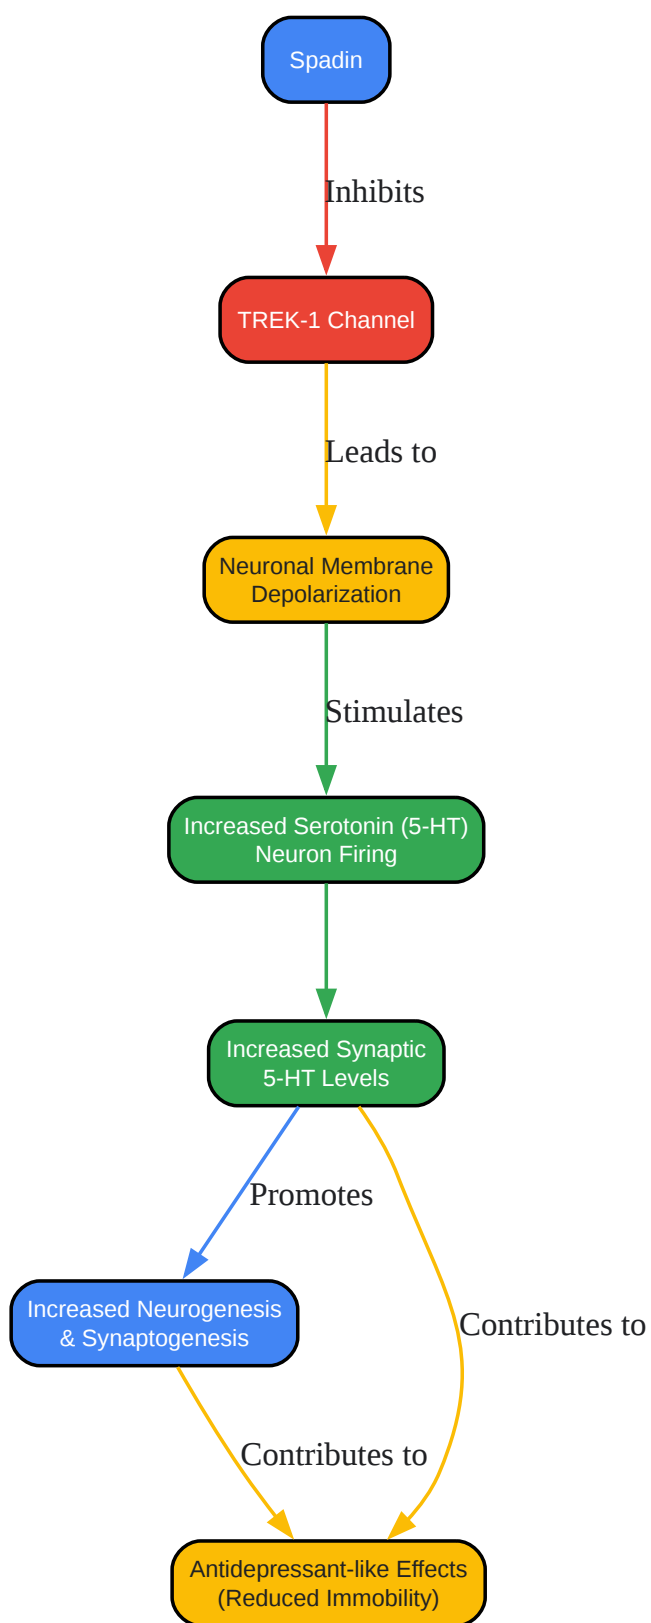 Spadin
Inhibits
TREK-1 Channel
Leads to
Neuronal Membrane
Depolarization
Stimulates
Increased Serotonin (5-HT)
Neuron Firing
Increased Synaptic
5-HT Levels
Promotes
Increased Neurogenesis
& Synaptogenesis
Contributes to
Contributes to
Antidepressant-like Effects
(Reduced Immobility)